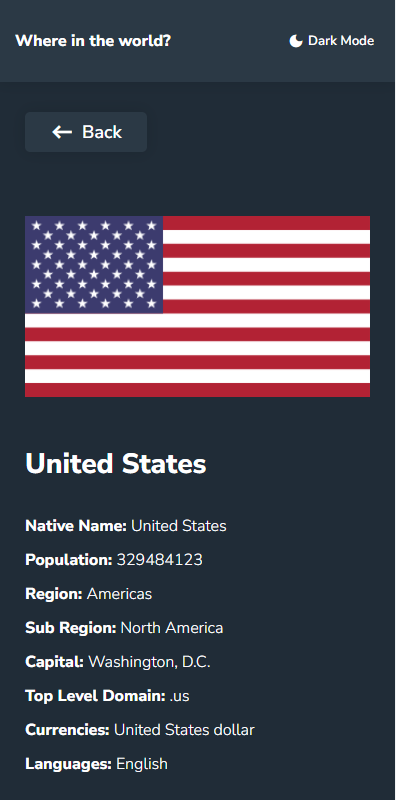 Where in the world?
Dark Mode
Back
United States
Native Name: United States
Population: 329484123
Region: Americas
Sub Region: North America
Capital: Washington, D.C.
Top Level Domain: .us
Currencies: United States dollar
Languages: English